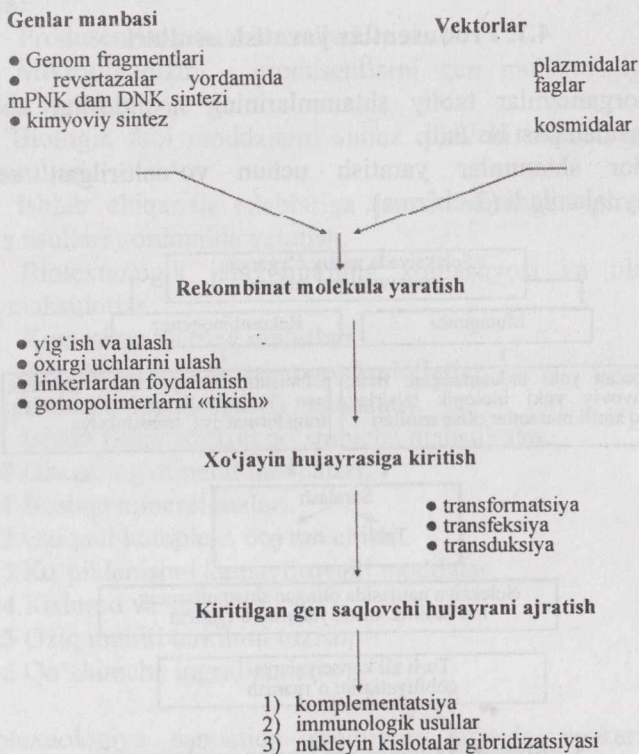 Genlar manbasi
Vektorlar
● Genom fragmentlari
revertazalar yordamida
mPNK dam DNK sintezi
● kimyoviy sintez
plazmidalar
faglar
kosmidalar
Rekombinat molekula yaratish
● yig‘ish va ulash
● oxirgi uchlarini ulash
● linkerlardan foydalanish
● gomopolimerlarni «tikish»
Xo‘jayin hujayrasiga kiritish
● transformatsiya
● transfeksiya
● transduksiya
Kiritilgan gen saqlovchi hujayrani ajratish
1) komplementatsiya
2) immunologik usullar
3) nukleyin kislotalar gibridizatsiyasi